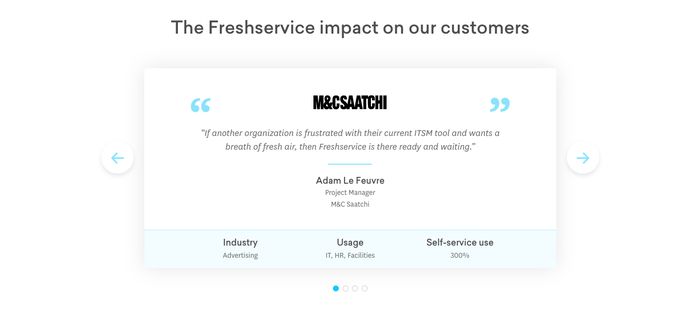 The Freshservice impact on our customers
“ ”
M&CSAATCHI
"If another organization is frustrated with their current ITSM tool and wants a
breath of fresh air, then Freshservice is there ready and waiting."
Adam Le Feuvre
Project Manager
M&C Saatchi
Industry Usage Self-service use
Advertising IT, HR, Facilities 300%